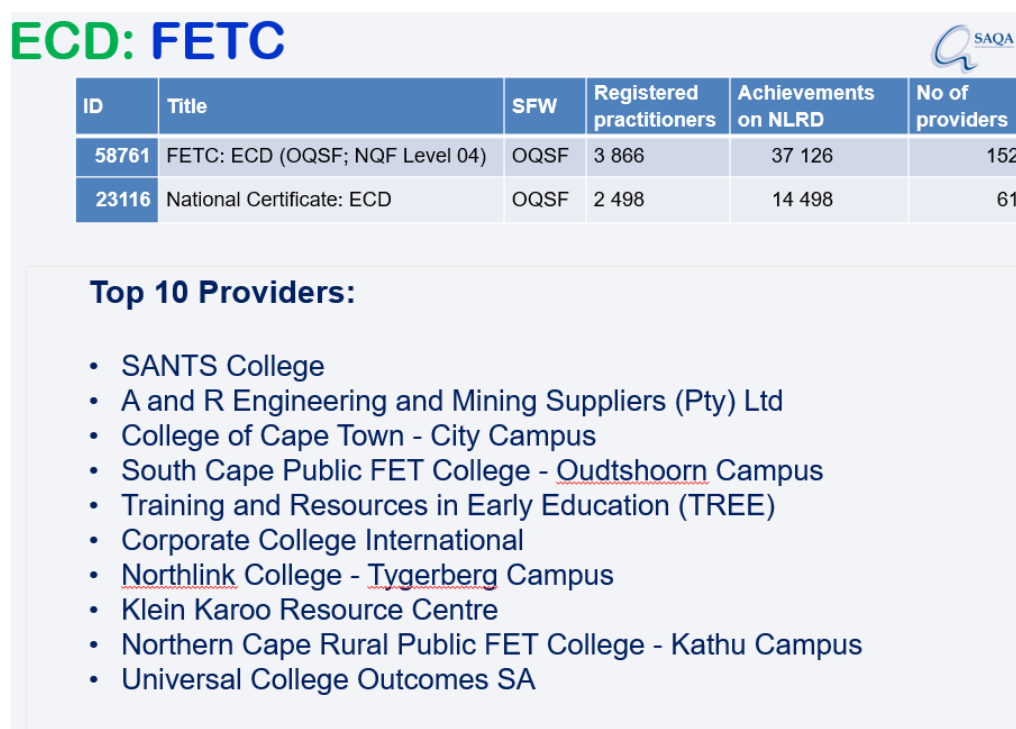 ECD: FETC
SAQA
ID Title SFW Registered practitioners Achievements on NLRD No of providers
58761 FETC: ECD (OQSF; NQF Level 04) OQSF 3 866 37 126 152
23116 National Certificate: ECD OQSF 2 498 14 498 61
Top 10 Providers:
• SANTS College
• A and R Engineering and Mining Suppliers (Pty) Ltd
• College of Cape Town - City Campus
• South Cape Public FET College - Oudtshoorn Campus
• Training and Resources in Early Education (TREE)
• Corporate College International
• Northlink College - Tygerberg Campus
• Klein Karoo Resource Centre
• Northern Cape Rural Public FET College - Kathu Campus
• Universal College Outcomes SA